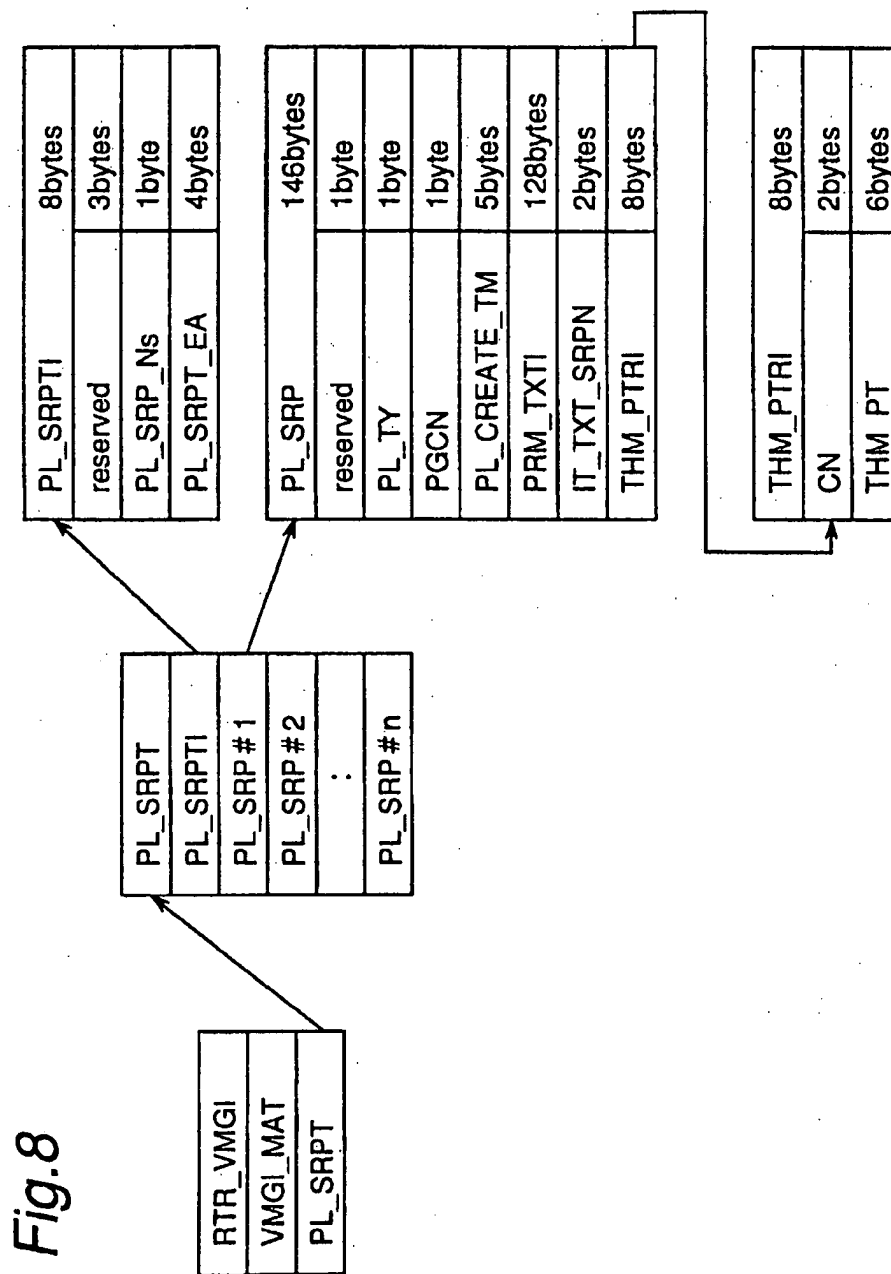 Fig.8
RTR_VMGI
VMGI_MAT
PL_SRPT
PL_SRPT
PL_SRPTI
PL_SRP#1
PL_SRP#2
:
PL_SRP#n
PL_SRPTI 8bytes
reserved 3bytes
PL_SRP_Ns 1byte
PL_SRPT_EA 4bytes
PL_SRP 146bytes
reserved 1byte
PL_TY 1byte
PGCN 1byte
PL_CREATE_TM 5bytes
PRM_TXTI 128bytes
IT_TXT_SRPN 2bytes
THM_PTRI 8bytes
THM_PTRI 8bytes
CN 2bytes
THM_PT 6bytes